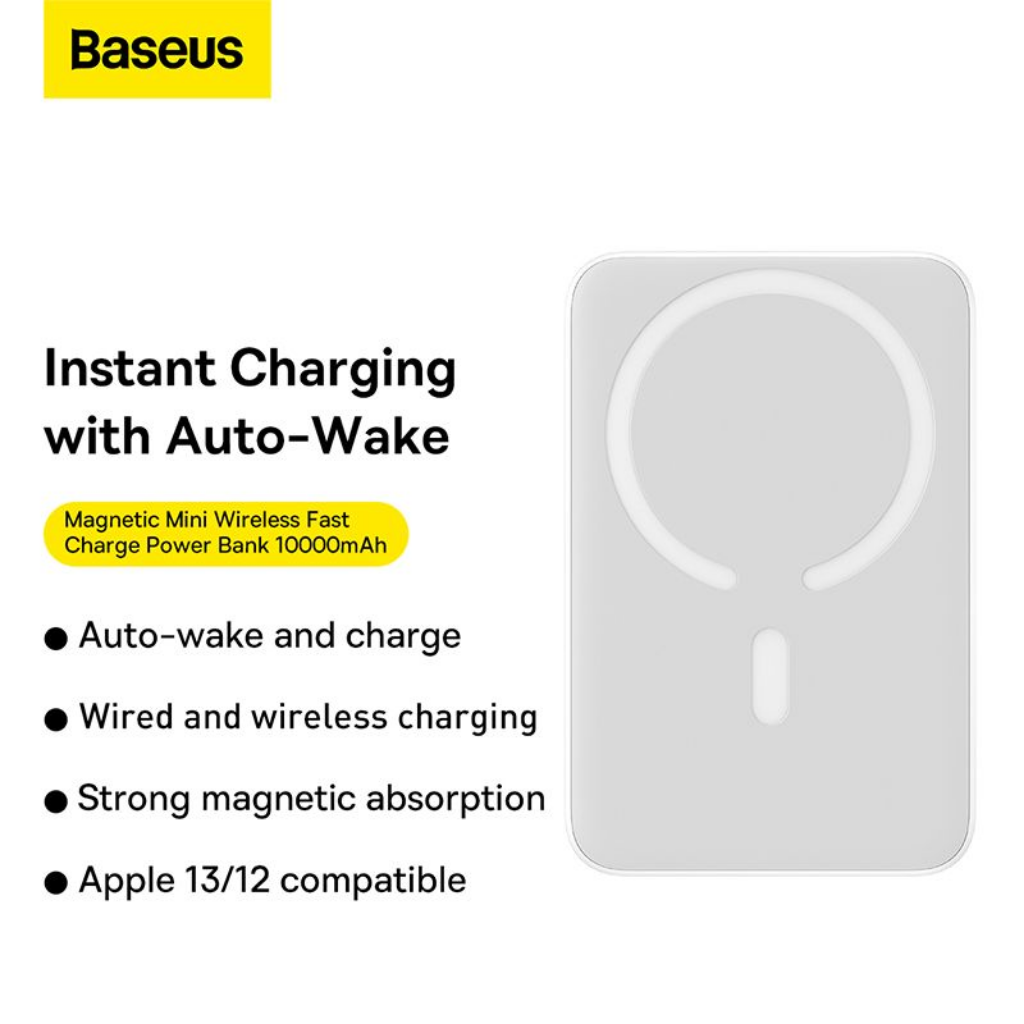 Baseus
Instant Charging
with Auto-Wake
Magnetic Mini Wireless Fast
Charge Power Bank 10000mAh
● Auto-wake and charge
● Wired and wireless charging
● Strong magnetic absorption
● Apple 13/12 compatible